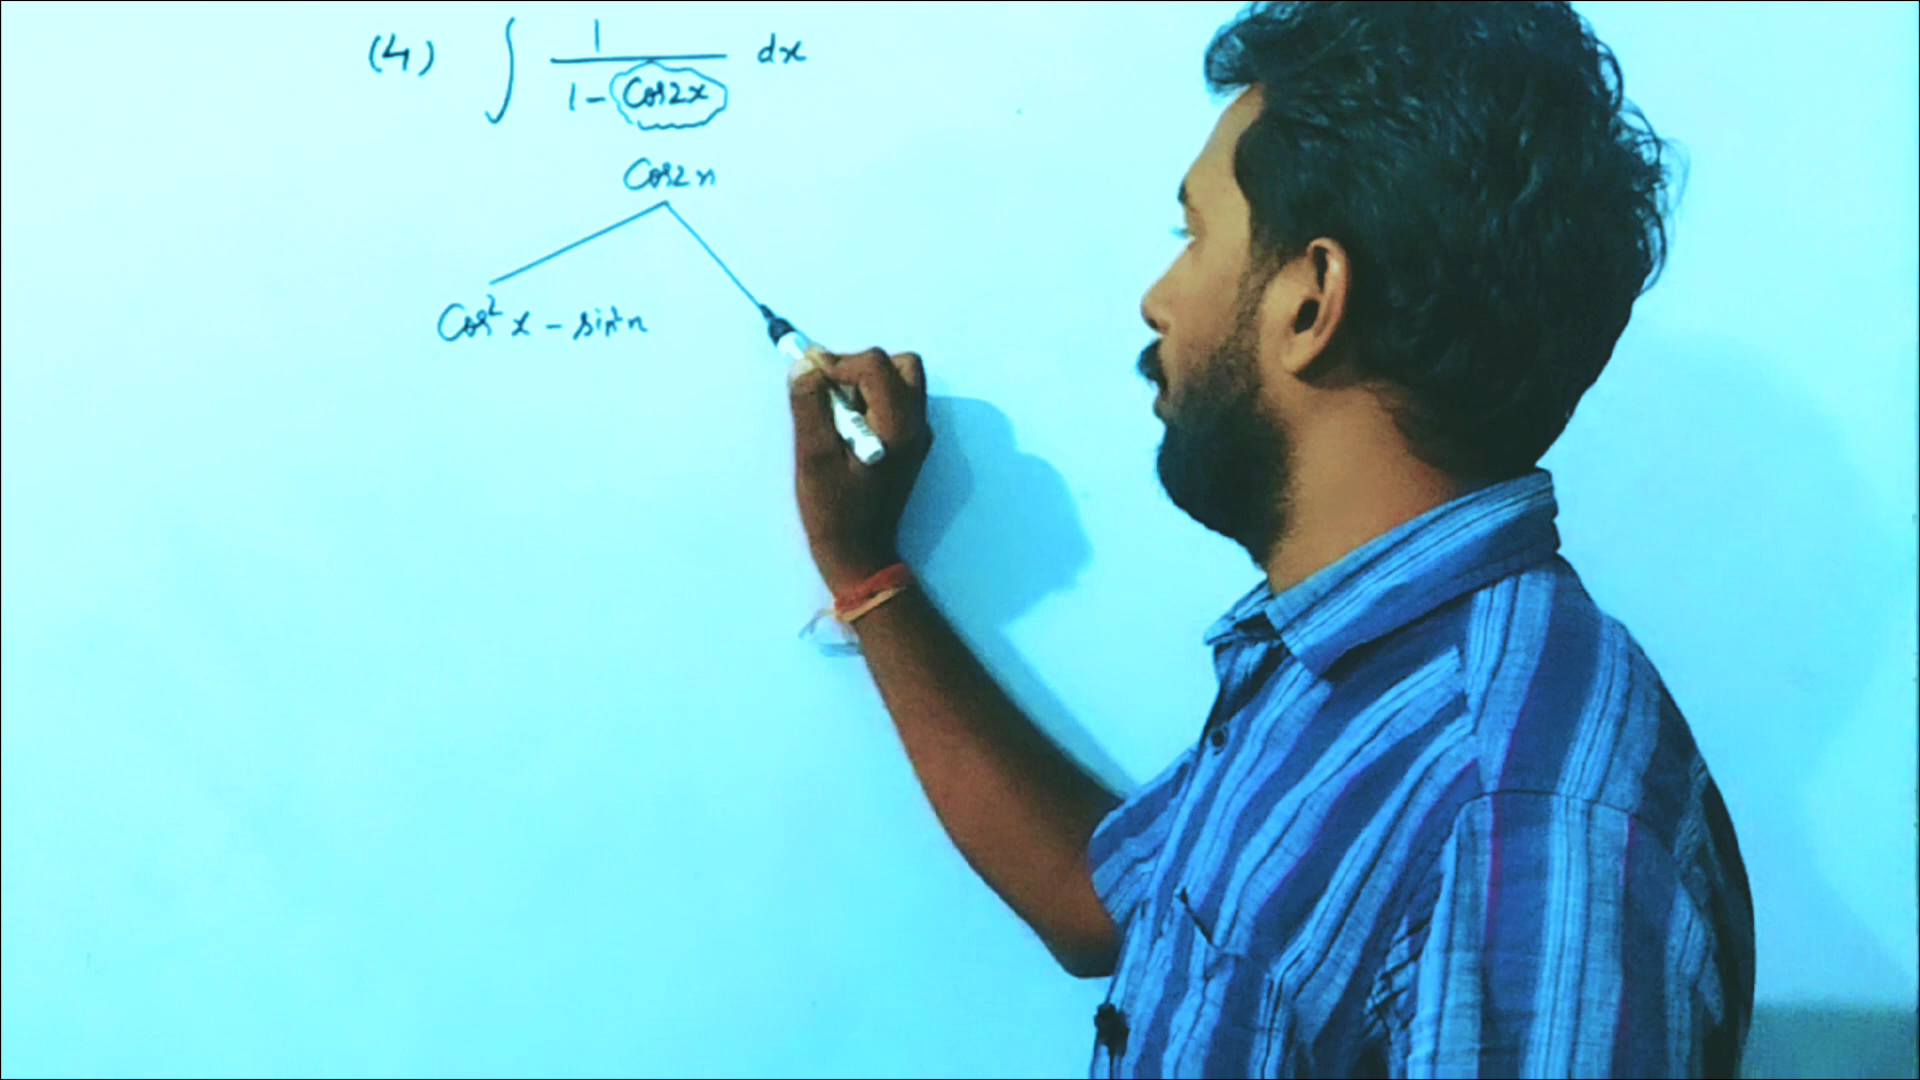 (4) ∫ 1 / (1 - Cos2x) dx
Cos2x
Cos²x - sin²x